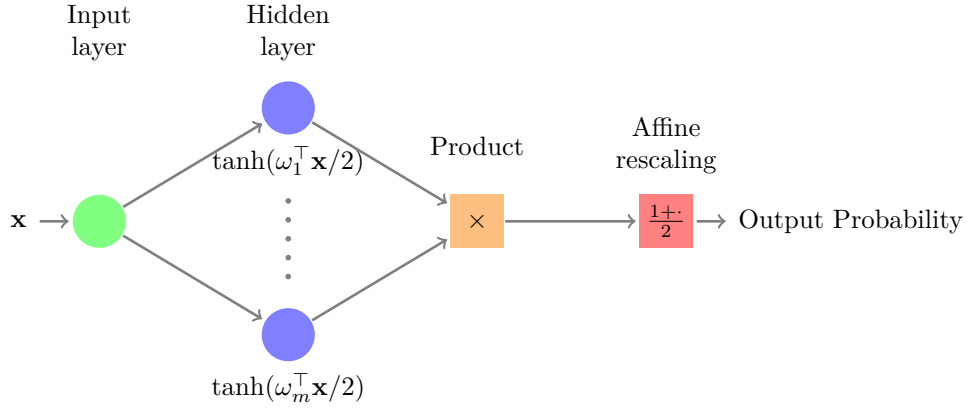 Input
layer
Hidden
layer
tanh(ω₁⊤x/2)
Product
Affine
rescaling
x
×
1+·
2
Output Probability
tanh(ωₘ⊤x/2)